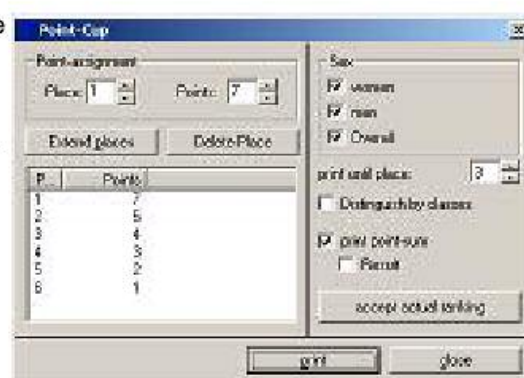 e
Point-Cup
Point-assignment
Place: 1
Points: 7
Extend places
Delete Place
P...
Points
1 7
2 5
3 4
4 3
5 2
6 1
Sex
women
men
Overall
print until place: 3
Distinguish by classes
print point-sum
accept actual ranking
print
close